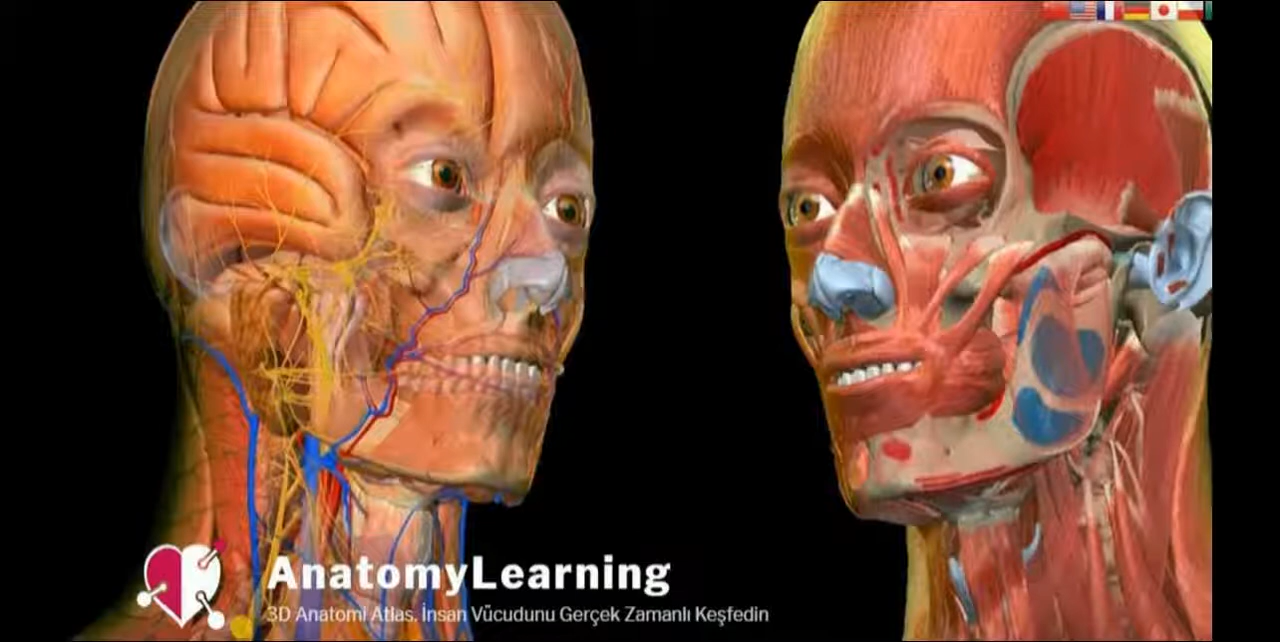 AnatomyLearning
3D Anatomi Atlas. İnsan Vücudunu Gerçek Zamanlı Keşfedin